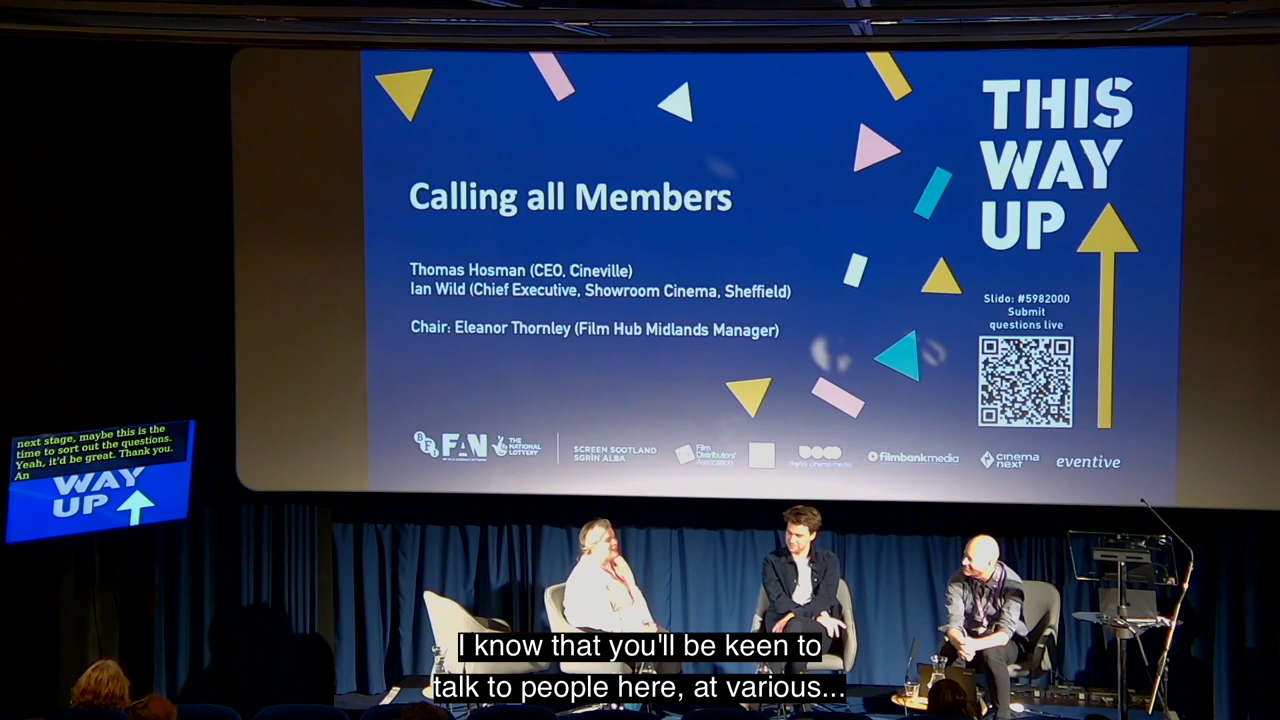 THIS
WAY
UP
Calling all Members
Thomas Hosman (CEO, Cineville)
Ian Wild (Chief Executive, Showroom Cinema, Sheffield)
Chair: Eleanor Thornley (Film Hub Midlands Manager)
Slido: #5982000
Submit
questions live
BFI FAN
THE
NATIONAL
LOTTERY
SCREEN SCOTLAND
SGRÌN ALBA
Film
Distributors'
Association
digital cinema media
filmbankmedia
cinema
next
eventive
next stage, maybe this is the
time to sort out the questions.
Yeah, it'd be great. Thank you.
An
WAY
UP
I know that you'll be keen to
talk to people here, at various...